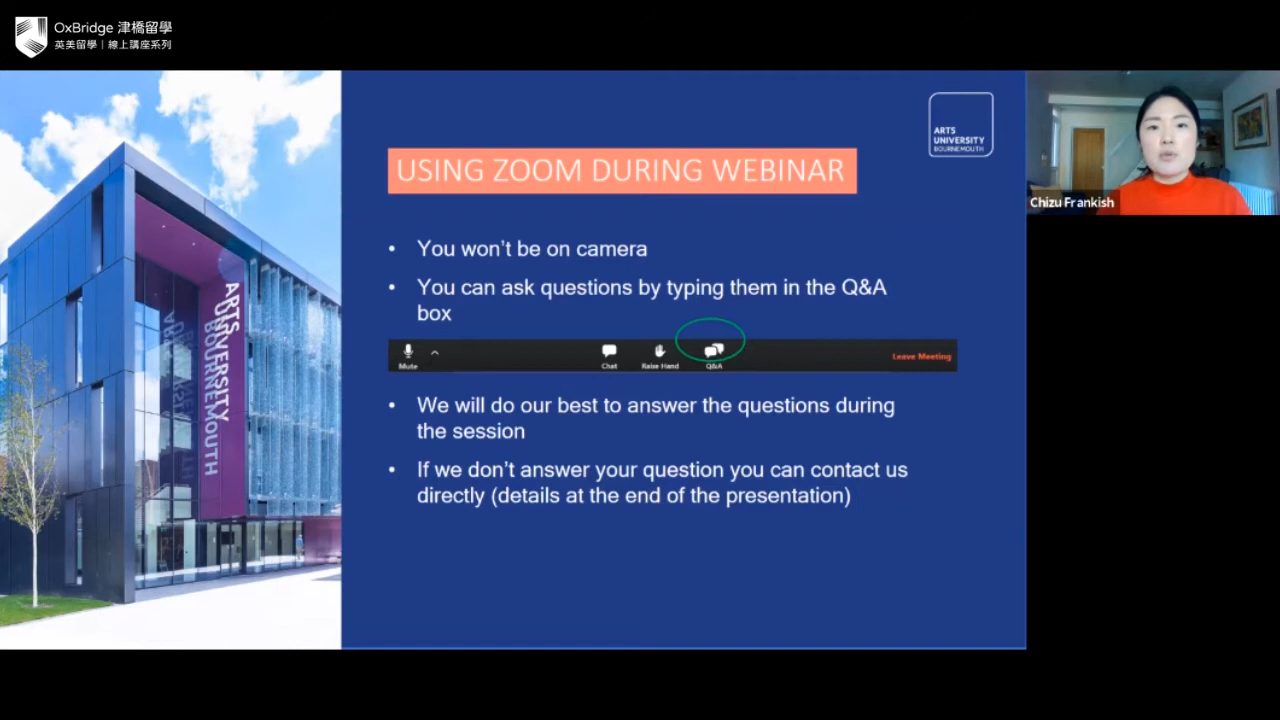 OxBridge 津橋留學
英美留學 | 線上講座系列
ARTS
UNIVERSITY
BOURNEMOUTH
USING ZOOM DURING WEBINAR
Chizu Frankish
• You won't be on camera
• You can ask questions by typing them in the Q&A
box
Mute
Chat
Raise Hand
Q&A
Leave Meeting
• We will do our best to answer the questions during
the session
• If we don't answer your question you can contact us
directly (details at the end of the presentation)
ARTS
UNIVERSITY
BOURNEMOUTH